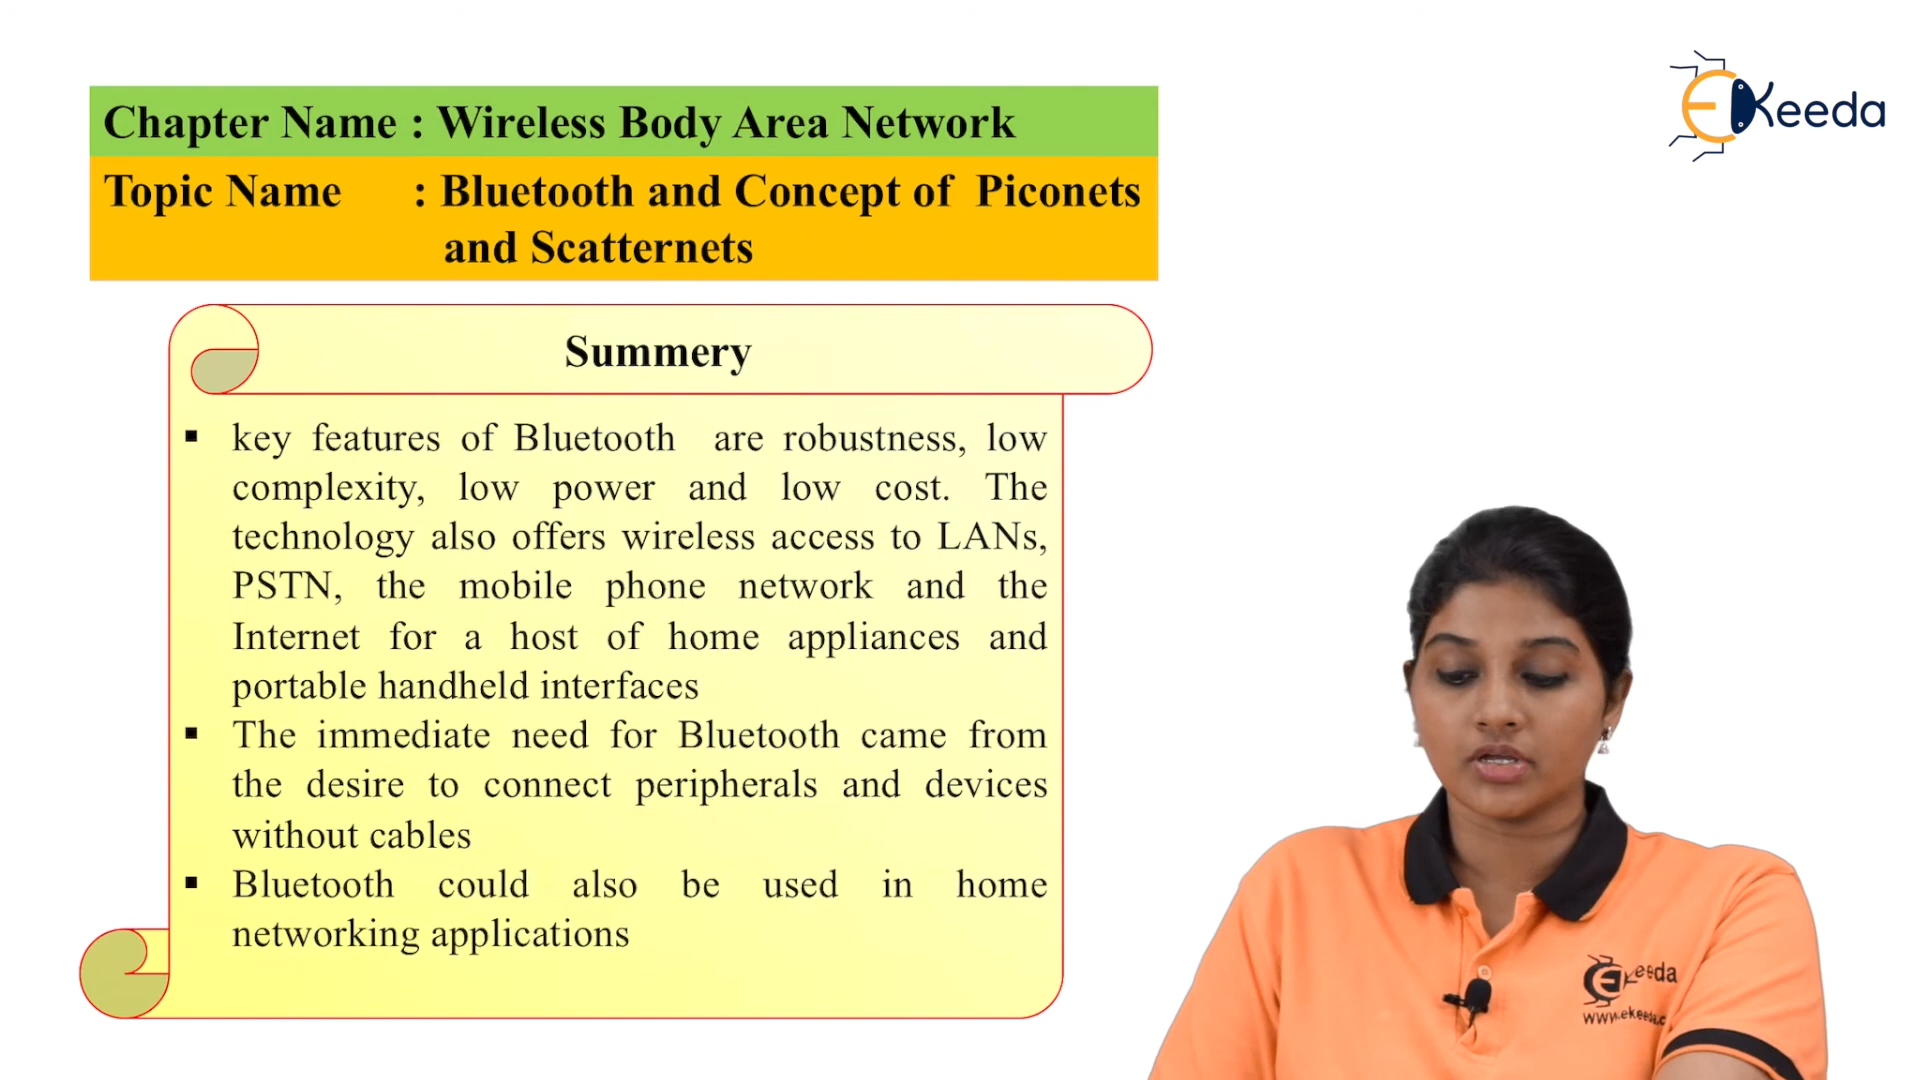 EKeeda
Chapter Name : Wireless Body Area Network
Topic Name : Bluetooth and Concept of Piconets
and Scatternets
Summery
▪ key features of Bluetooth are robustness, low
complexity, low power and low cost. The
technology also offers wireless access to LANs,
PSTN, the mobile phone network and the
Internet for a host of home appliances and
portable handheld interfaces
▪ The immediate need for Bluetooth came from
the desire to connect peripherals and devices
without cables
▪ Bluetooth could also be used in home
networking applications
EKeeda
www.ekeeda.c